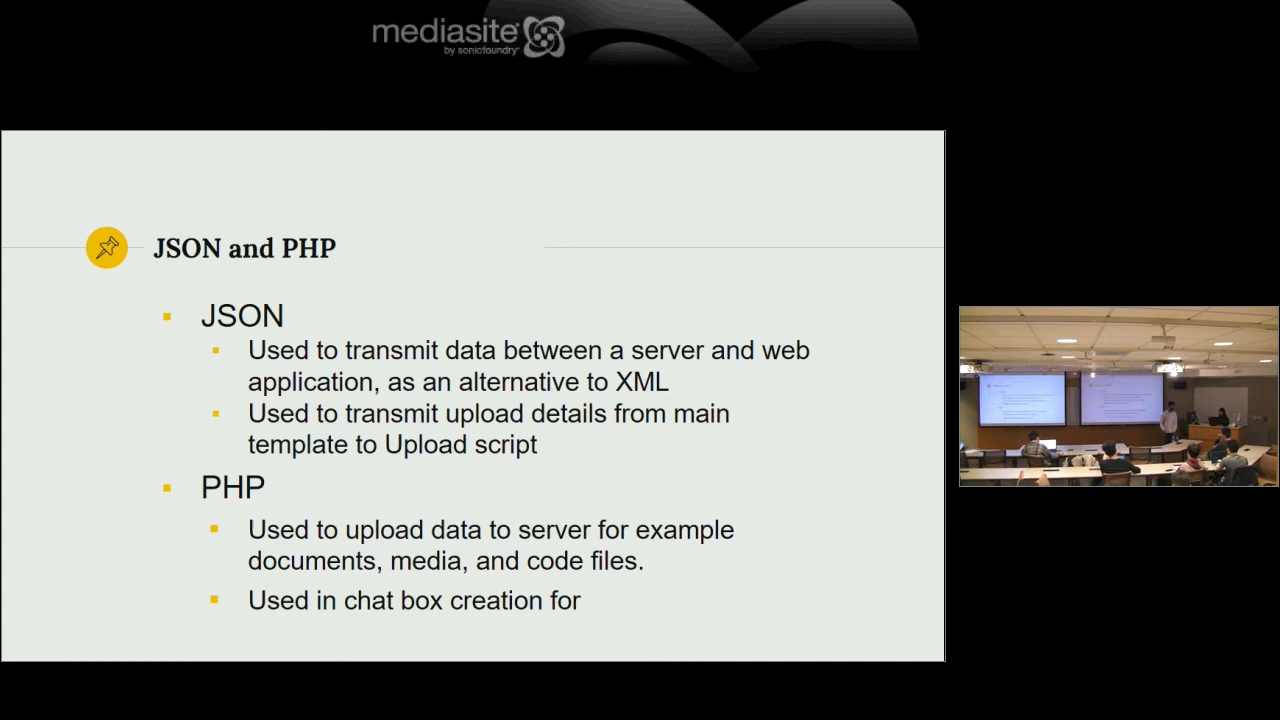 mediasite
by sonicfoundry
JSON and PHP
JSON
Used to transmit data between a server and web
application, as an alternative to XML
Used to transmit upload details from main
template to Upload script
PHP
Used to upload data to server for example
documents, media, and code files.
Used in chat box creation for